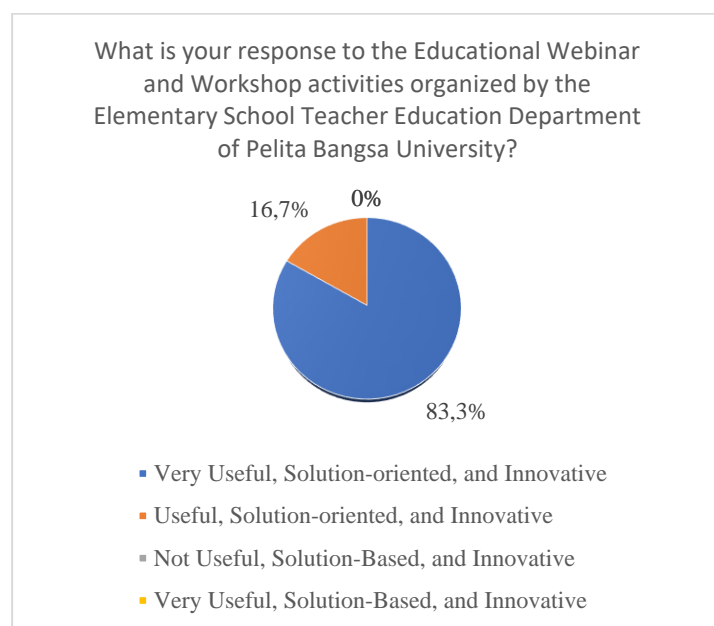 What is your response to the Educational Webinar
and Workshop activities organized by the
Elementary School Teacher Education Department
of Pelita Bangsa University?
0%
16,7%
83,3%
Very Useful, Solution-oriented, and Innovative
Useful, Solution-oriented, and Innovative
Not Useful, Solution-Based, and Innovative
Very Useful, Solution-Based, and Innovative